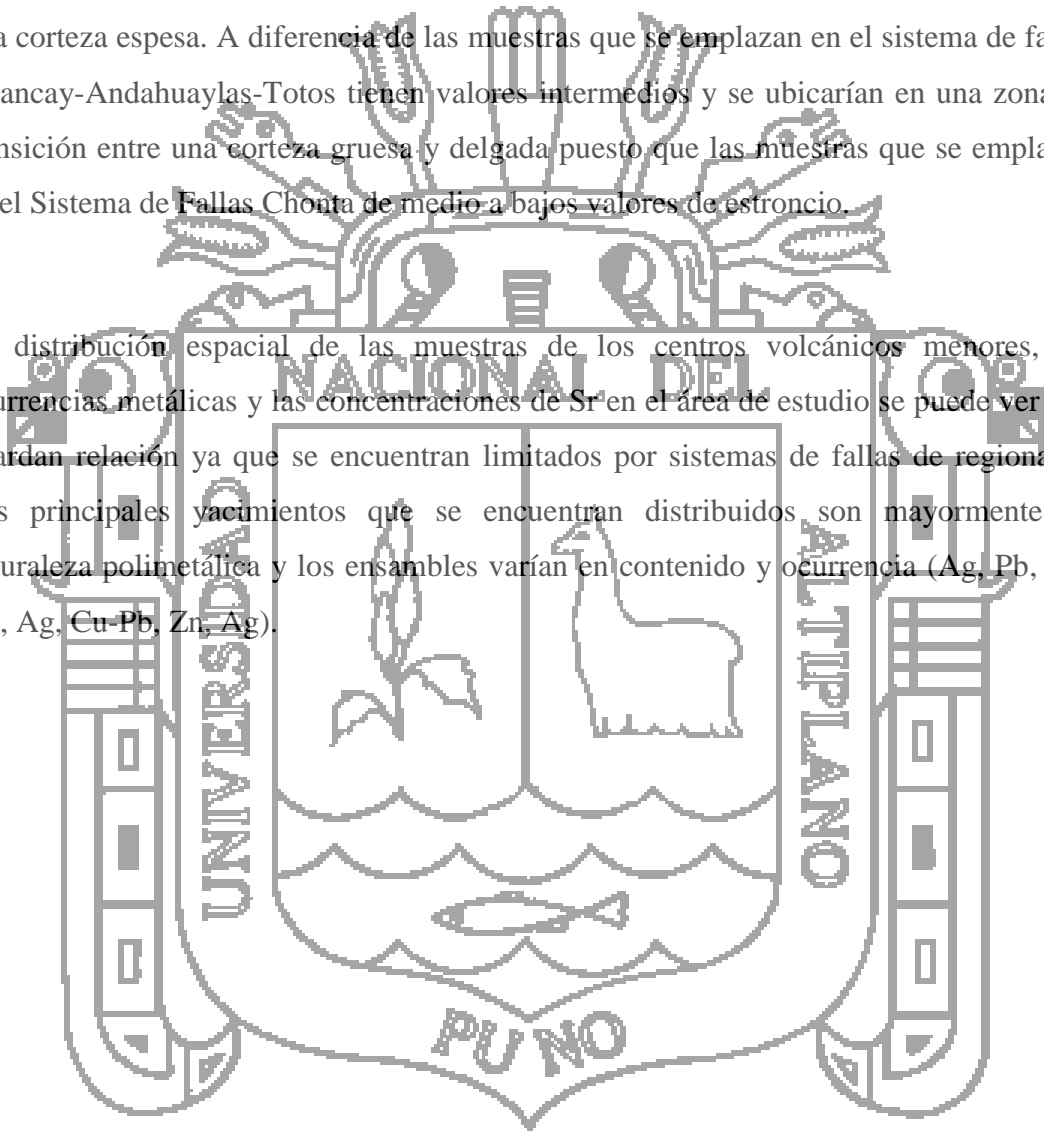 a corteza espesa. A diferencia de las muestras que se emplazan en el sistema de fa
ancay-Andahuaylas-Totos tienen valores intermedios y se ubicarían en una zona
nsición entre una corteza gruesa y delgada puesto que las muestras que se empla
el Sistema de Fallas Chonta de medio a bajos valores de estroncio.
distribución espacial de las muestras de los centros volcánicos menores,
urrencias metálicas y las concentraciones de Sr en el área de estudio se puede ver
ardan relación ya que se encuentran limitados por sistemas de fallas de regiona
s principales yacimientos que se encuentran distribuidos son mayormente
uraleza polimetálica y los ensambles varían en contenido y ocurrencia (Ag, Pb,
, Ag, Cu-Pb, Zn, Ag).
UNIVERSIDAD
NACIONAL DEL
ALTIPLANO
PUNO